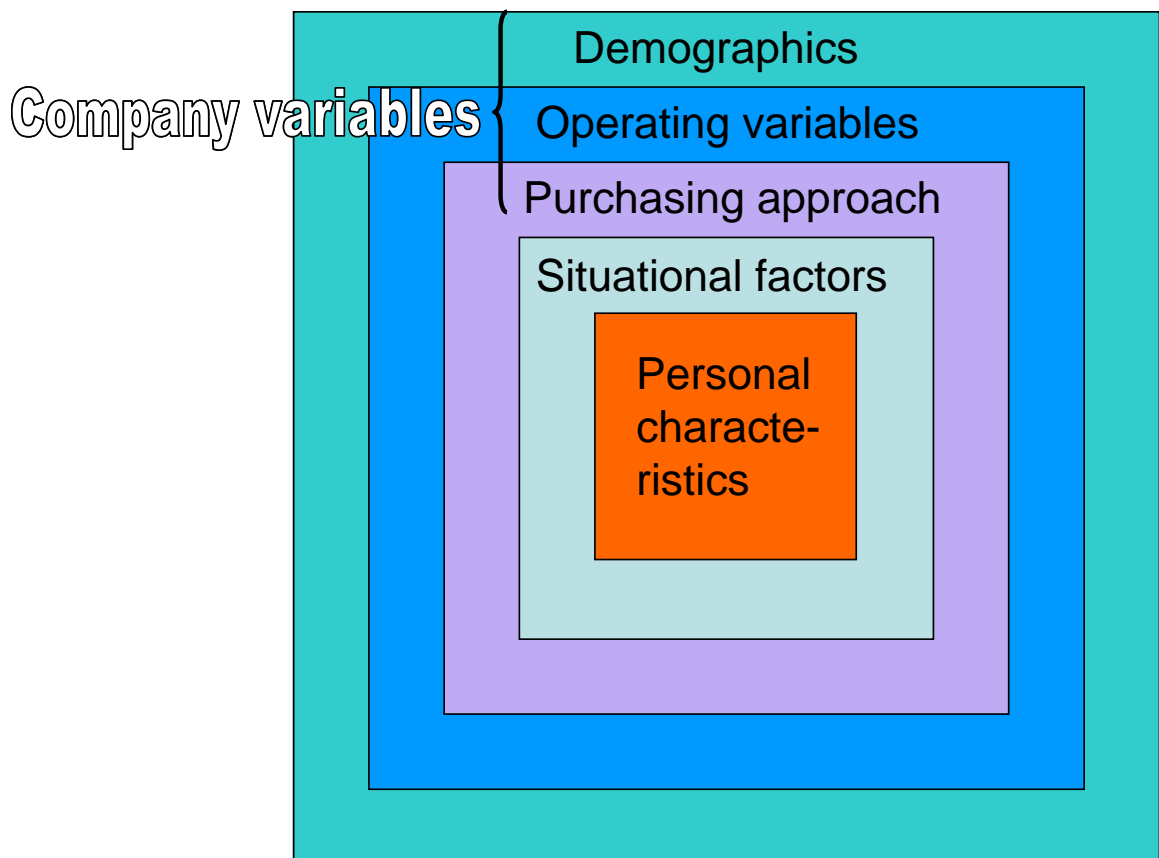 Demographics
Company variables
Operating variables
Purchasing approach
Situational factors
Personal
characte-
ristics